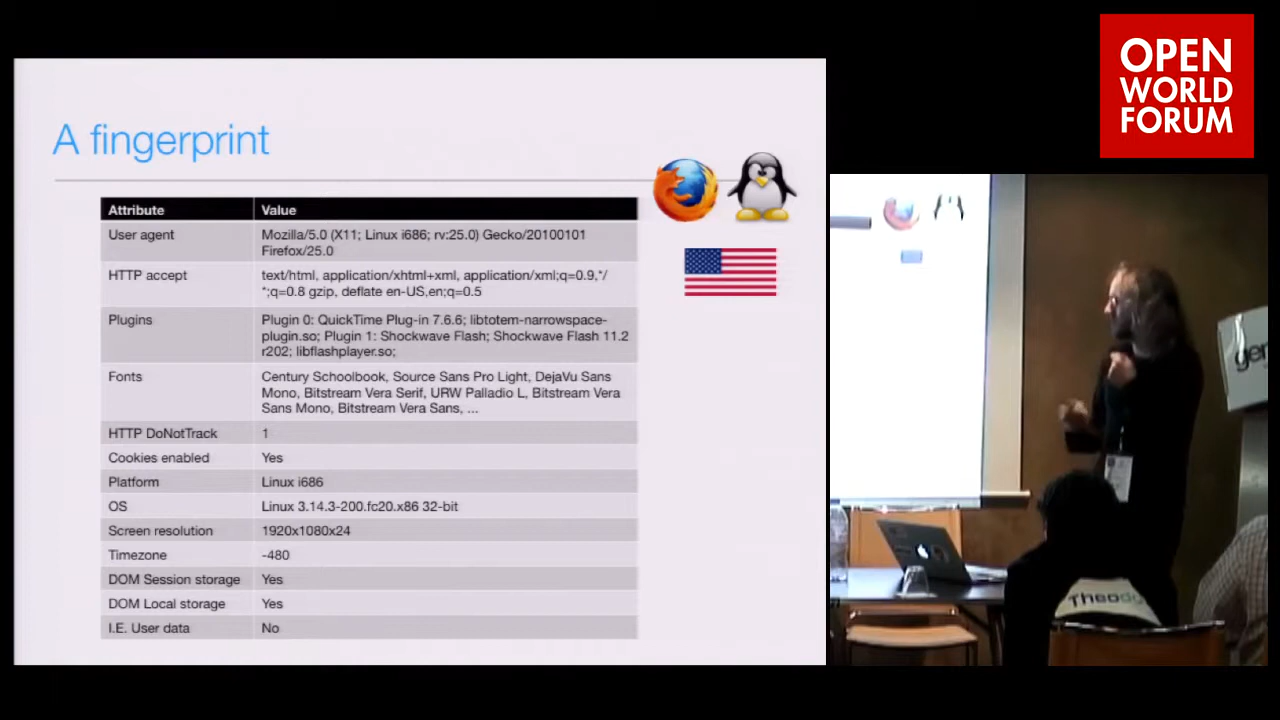 OPEN
WORLD
FORUM
A fingerprint
Attribute Value
User agent Mozilla/5.0 (X11; Linux i686; rv:25.0) Gecko/20100101
Firefox/25.0
HTTP accept text/html, application/xhtml+xml, application/xml;q=0.9,*/
*;q=0.8 gzip, deflate en-US,en;q=0.5
Plugins Plugin 0: QuickTime Plug-in 7.6.6; libtotem-narrowspace-
plugin.so; Plugin 1: Shockwave Flash; Shockwave Flash 11.2
r202; libflashplayer.so;
Fonts Century Schoolbook, Source Sans Pro Light, DejaVu Sans
Mono, Bitstream Vera Serif, URW Palladio L, Bitstream Vera
Sans Mono, Bitstream Vera Sans, ...
HTTP DoNotTrack 1
Cookies enabled Yes
Platform Linux i686
OS Linux 3.14.3-200.fc20.x86 32-bit
Screen resolution 1920x1080x24
Timezone -480
DOM Session storage Yes
DOM Local storage Yes
I.E. User data No